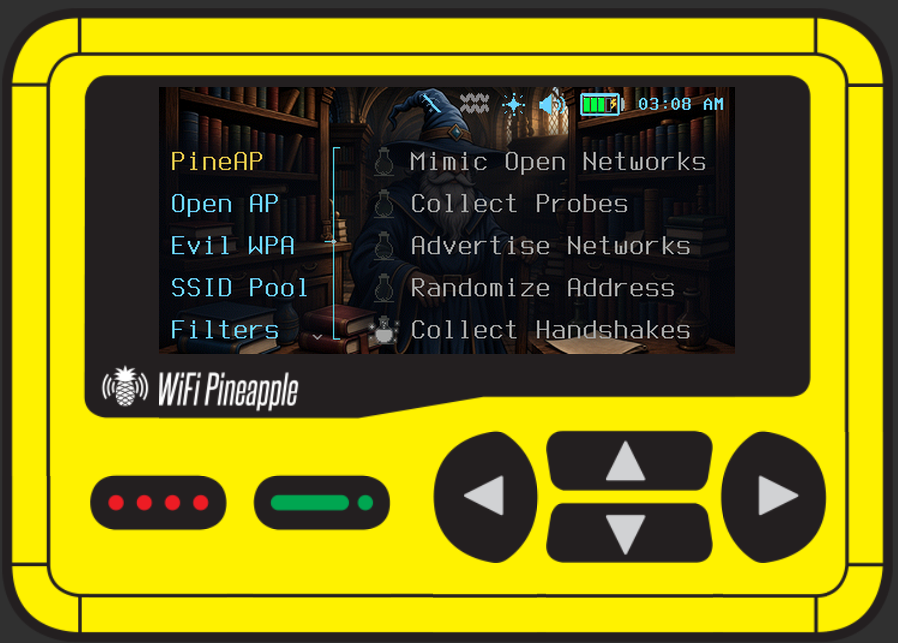 03:08 AM
PineAP
Open AP
Evil WPA
SSID Pool
Filters
Mimic Open Networks
Collect Probes
Advertise Networks
Randomize Address
Collect Handshakes
WiFi Pineapple